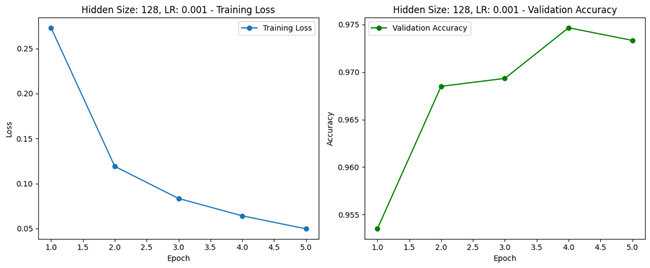 Hidden Size: 128, LR: 0.001 - Training Loss
Training Loss
Loss
0.25
0.20
0.15
0.10
0.05
1.0 1.5 2.0 2.5 3.0 3.5 4.0 4.5 5.0
Epoch
Hidden Size: 128, LR: 0.001 - Validation Accuracy
Validation Accuracy
Accuracy
0.975
0.970
0.965
0.960
0.955
1.0 1.5 2.0 2.5 3.0 3.5 4.0 4.5 5.0
Epoch